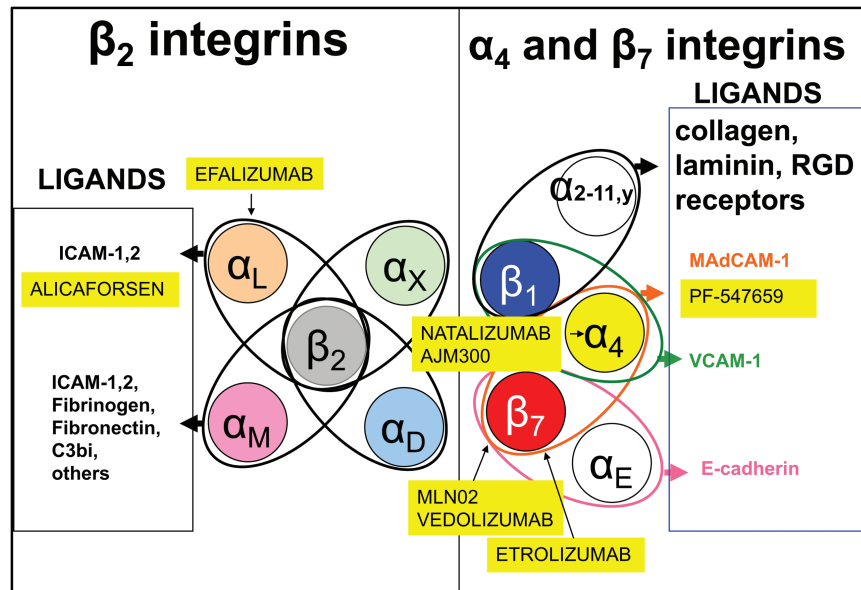 β2 integrins
LIGANDS
EFALIZUMAB
ICAM-1,2
ALICAFORSEN
αL
αX
β2
ICAM-1,2,
Fibrinogen,
Fibronectin,
C3bi,
others
αM
αD
α4 and β7 integrins
LIGANDS
collagen,
laminin, RGD
receptors
α2-11,y
β1
MAdCAM-1
PF-547659
NATALIZUMAB
AJM300
α4
VCAM-1
β7
αE
E-cadherin
MLN02
VEDOLIZUMAB
ETROLIZUMAB